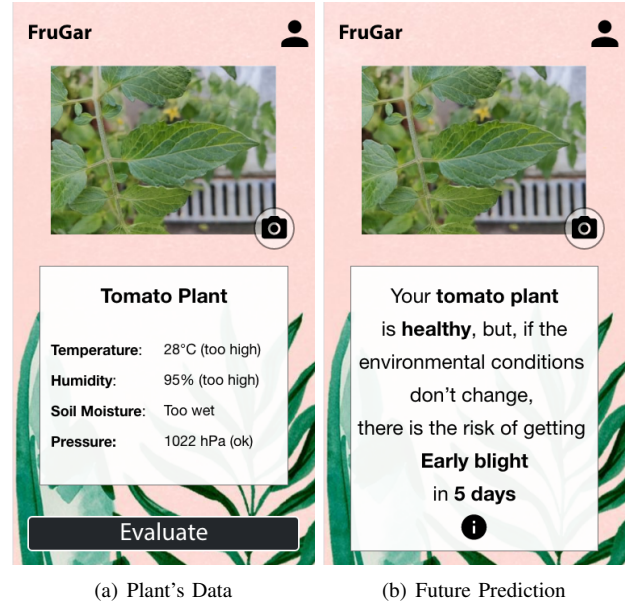 FruGar
Tomato Plant
Temperature: 28°C (too high)
Humidity: 95% (too high)
Soil Moisture: Too wet
Pressure: 1022 hPa (ok)
Evaluate
(a) Plant's Data
FruGar
Your tomato plant
is healthy, but, if the
environmental conditions
don't change,
there is the risk of getting
Early blight
in 5 days
i
(b) Future Prediction